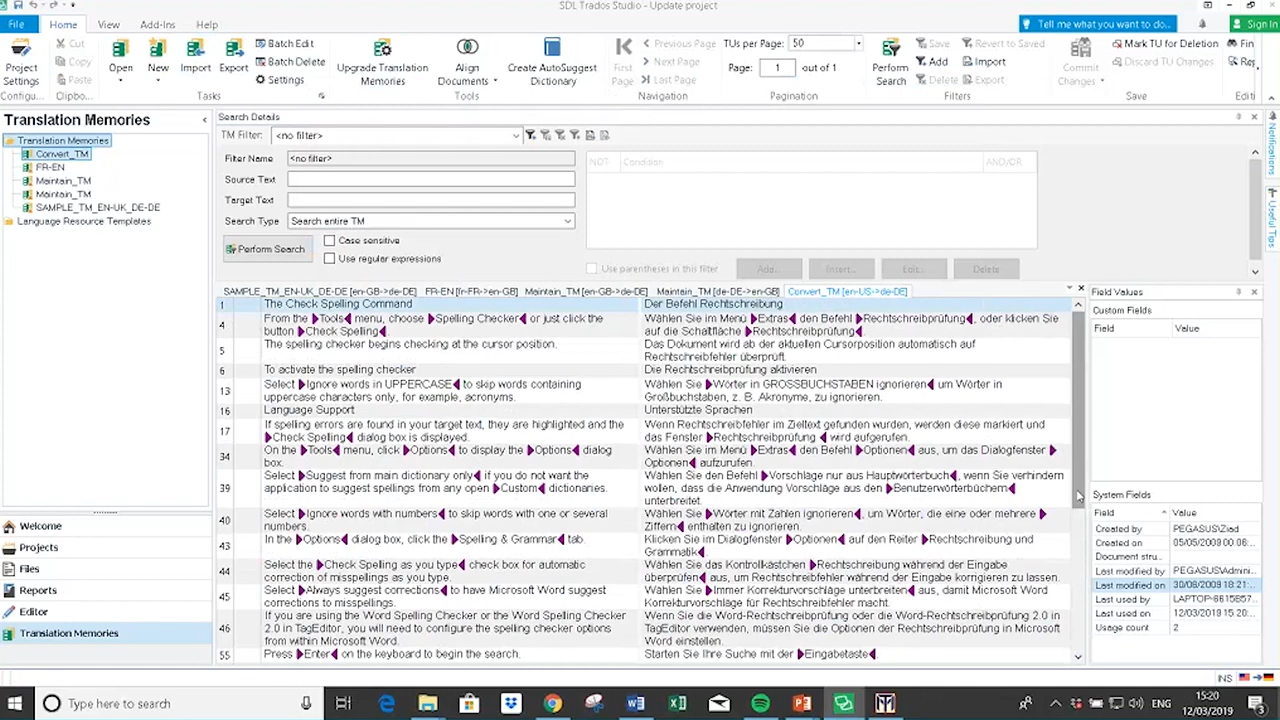 SDL Trados Studio - Update project
File Home View Add-Ins Help
Tell me what you want to do...
Sign In
Project Settings
Cut
Copy
Paste
Open
New
Import
Export
Batch Edit
Batch Delete
Settings
Upgrade Translation Memories
Align Documents
Create AutoSuggest Dictionary
First Page
Previous Page
Next Page
Last Page
TUs per Page: 50
Page: 1 out of 1
Perform Search
Save
Add
Delete
Revert to Saved
Import
Export
Commit Changes
Mark TU for Deletion
Discard TU Changes
Fin
Configu... Clipbo... Tasks Tools Navigation Pagination Filters Save Editi
Translation Memories
Translation Memories
Convert_TM
FR-EN
Maintain_TM
Maintain_TM
SAMPLE_TM_EN-UK_DE-DE
Language Resource Templates
Welcome
Projects
Files
Reports
Editor
Translation Memories
Search Details
TM Filter: <no filter>
Filter Name <no filter>
Source Text
Target Text
Search Type Search entire TM
Perform Search
Case sensitive
Use regular expressions
NOT Condition AND/OR
Use parentheses in this filter Add... Insert... Edit... Delete
SAMPLE_TM_EN-UK_DE-DE [en-GB->de-DE] FR-EN [fr-FR->en-GB] Maintain_TM [en-GB->de-DE] Maintain_TM [de-DE->en-GB] Convert_TM [en-US->de-DE]
1 The Check Spelling Command Der Befehl Rechtschreibung
4 From the Tools menu, choose Spelling Checker or just click the button Check Spelling. Wählen Sie im Menü Extras den Befehl Rechtschreibprüfung, oder klicken Sie auf die Schaltfläche Rechtschreibprüfung.
5 The spelling checker begins checking at the cursor position. Das Dokument wird ab der aktuellen Cursorposition automatisch auf Rechtschreibfehler überprüft.
6 To activate the spelling checker Die Rechtschreibprüfung aktivieren
13 Select Ignore words in UPPERCASE to skip words containing uppercase characters only, for example, acronyms. Wählen Sie Wörter in GROSSBUCHSTABEN ignorieren um Wörter in Großbuchstaben, z. B. Akronyme, zu ignorieren.
16 Language Support Unterstützte Sprachen
17 If spelling errors are found in your target text, they are highlighted and the Check Spelling dialog box is displayed. Wenn Rechtschreibfehler im Zieltext gefunden wurden, werden diese markiert und das Fenster Rechtschreibprüfung wird aufgerufen.
34 On the Tools menu, click Options to display the Options dialog box. Wählen Sie im Menü Extras den Befehl Optionen aus, um das Dialogfenster Optionen aufzurufen.
39 Select Suggest from main dictionary only if you do not want the application to suggest spellings from any open Custom dictionaries. Wählen Sie den Befehl Vorschläge nur aus Hauptwörterbuch, wenn Sie verhindern wollen, dass die Anwendung Vorschläge aus den Benutzerwörterbüchern unterbreitet.
40 Select Ignore words with numbers to skip words with one or several numbers. Wählen Sie Wörter mit Zahlen ignorieren, um Wörter, die eine oder mehrere Ziffern enthalten zu ignorieren.
43 In the Options dialog box, click the Spelling & Grammar tab. Klicken Sie im Dialogfenster Optionen auf den Reiter Rechtschreibung und Grammatik
44 Select the Check Spelling as you type check box for automatic correction of misspellings as you type. Wählen Sie das Kontrollkästchen Rechtschreibung während der Eingabe überprüfen aus, um Rechtschreibfehler während der Eingabe korrigieren zu lassen.
45 Select Always suggest corrections to have Microsoft Word suggest corrections to misspellings. Wählen Sie Immer Korrekturvorschläge unterbreiten aus, damit Microsoft Word Korrekturvorschläge für Rechtschreibfehler macht.
46 If you are using the Word Spelling Checker or the Word Spelling Checker 2.0 in TagEditor, you will need to configure the spelling checker options from within Microsoft Word. Wenn Sie die Word-Rechtschreibprüfung oder die Word-Rechtschreibprüfung 2.0 in TagEditor verwenden, müssen Sie die Optionen der Rechtschreibprüfung in Microsoft Word einstellen.
55 Press Enter on the keyboard to begin the search. Starten Sie Ihre Suche mit der Eingabetaste.
Field Values
Custom Fields
Field Value
System Fields
Field Value
Created by PEGASUS\Ziad
Created on 05/05/2009 00:06:...
Document stru...
Last modified by PEGASUS\Admini...
Last modified on 30/08/2009 18:21:...
Last used by LAPTOP-6815B57...
Last used on 12/03/2019 15:20:...
Usage count 2
Notifications
Useful Tips
INS
Type here to search
ENG
15:20
12/03/2019
3